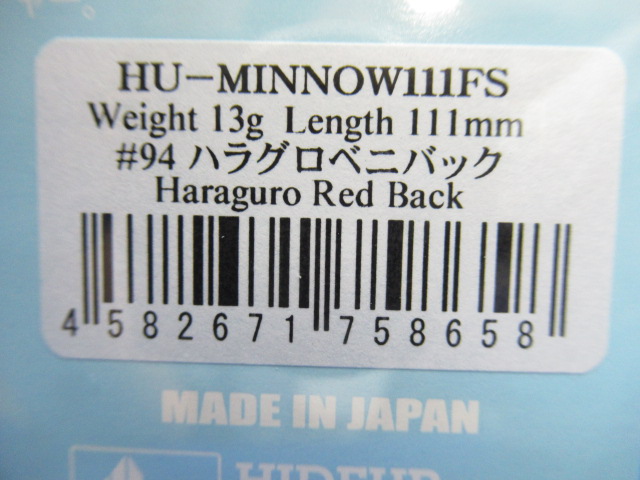 HU-MINNOW111FS
Weight 13g Length 111mm
#94 ハラグロベニバック
Haraguro Red Back
4 582671 758658
MADE IN JAPAN
HIDEUP